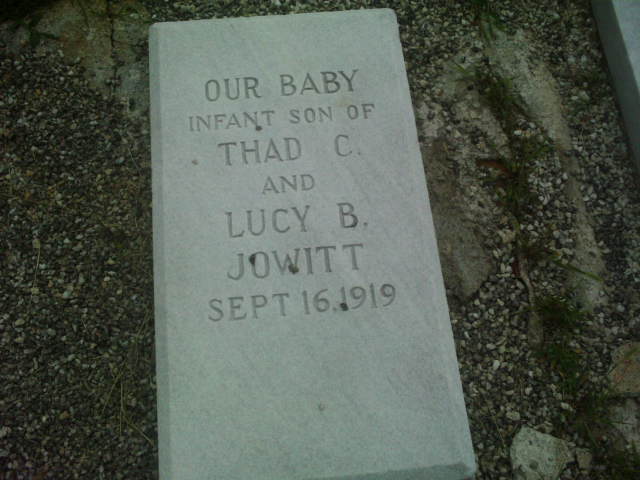 OUR BABY
INFANT SON OF
THAD C.
AND
LUCY B.
JOWITT
SEPT 16, 1919